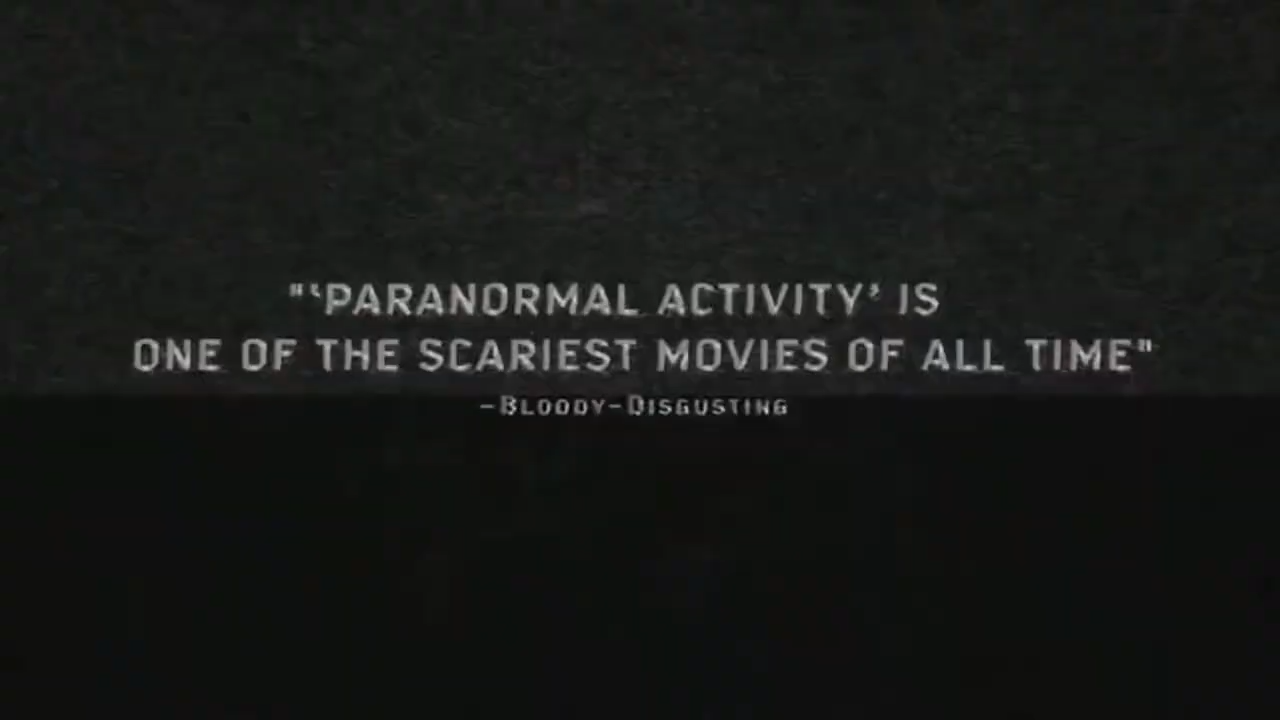 "‘PARANORMAL ACTIVITY’ IS
ONE OF THE SCARIEST MOVIES OF ALL TIME"
-BLOODY-DISGUSTING